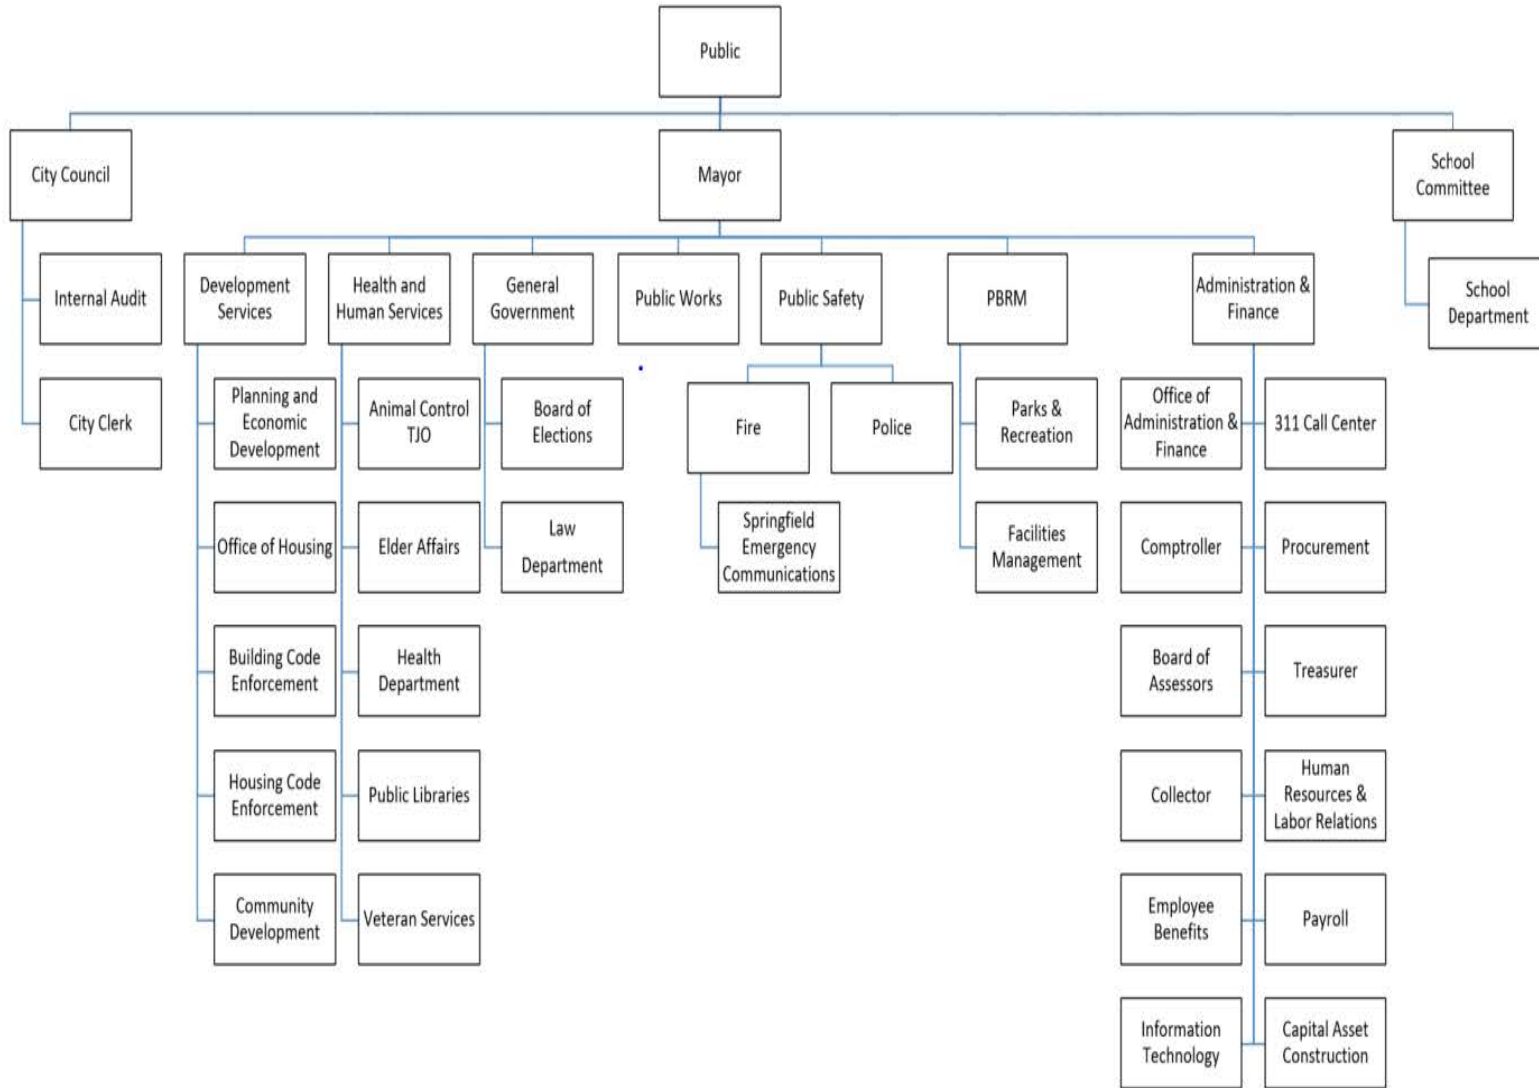 Public
City Council
Mayor
School
Committee
Internal Audit
Development
Services
Health and
Human Services
General
Government
Public Works
Public Safety
PBRM
Administration &
Finance
School
Department
City Clerk
Planning and
Economic
Development
Animal Control
TJO
Board of
Elections
Fire
Police
Parks &
Recreation
Office of
Administration &
Finance
311 Call Center
Office of Housing
Elder Affairs
Law
Department
Springfield
Emergency
Communications
Facilities
Management
Comptroller
Procurement
Building Code
Enforcement
Health
Department
Board of
Assessors
Treasurer
Housing Code
Enforcement
Public Libraries
Collector
Human
Resources &
Labor Relations
Community
Development
Veteran Services
Employee
Benefits
Payroll
Information
Technology
Capital Asset
Construction